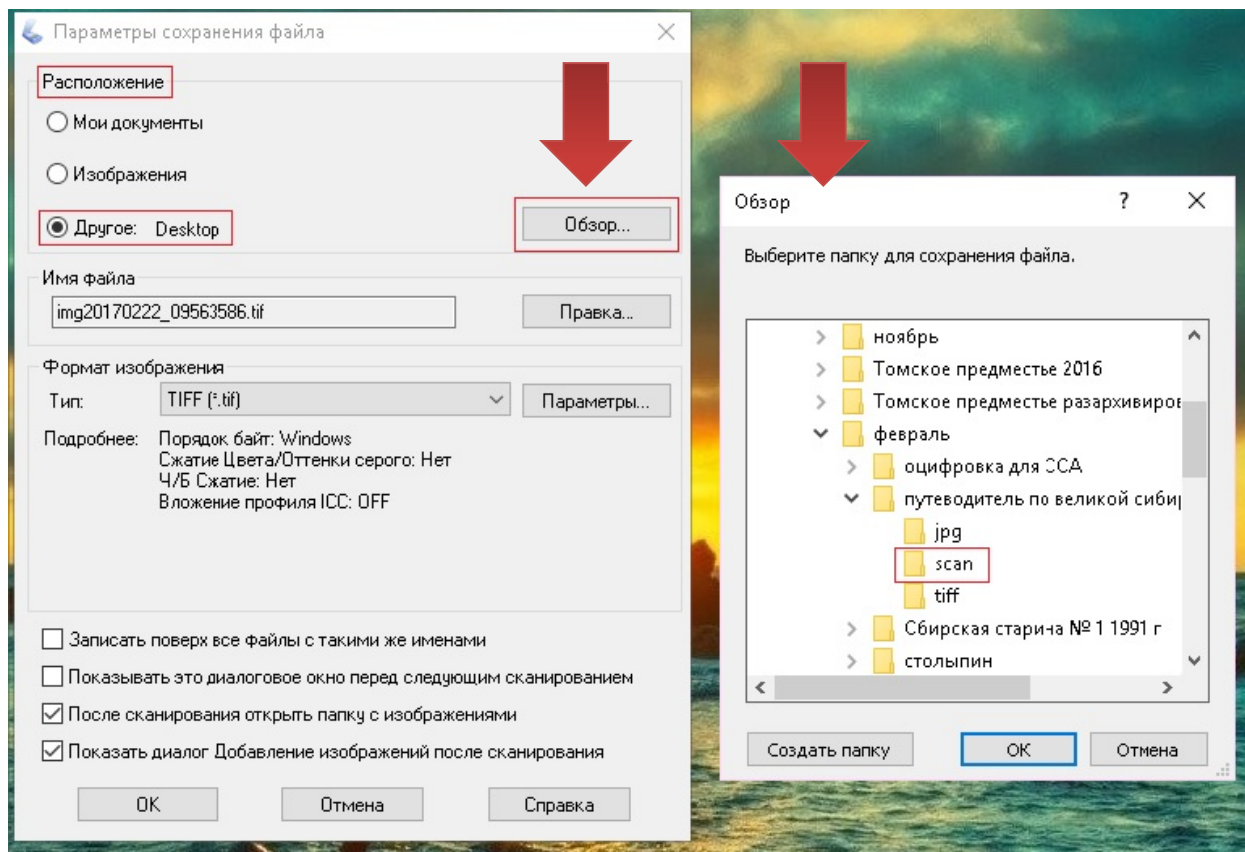 Параметры сохранения файла
Расположение
Мои документы
Изображения
Другое: Desktop
Обзор...
Имя файла
img20170222_09563586.tif
Правка...
Формат изображения
Тип: TIFF (*.tif)
Параметры...
Подробнее: Порядок байт: Windows
Сжатие Цвета/Оттенки серого: Нет
Ч/Б Сжатие: Нет
Вложение профиля ICC: OFF
Записать поверх все файлы с такими же именами
Показывать это диалоговое окно перед следующим сканированием
После сканирования открыть папку с изображениями
Показать диалог Добавление изображений после сканирования
OK Отмена Справка
Обзор ?
Выберите папку для сохранения файла.
ноябрь
Томское предместье 2016
Томское предместье разархивиров
февраль
оцифровка для ЭСА
путеводитель по великой сибир
jpg
scan
tiff
Сбирская старина № 1 1991 г
столыпин
Создать папку OK Отмена